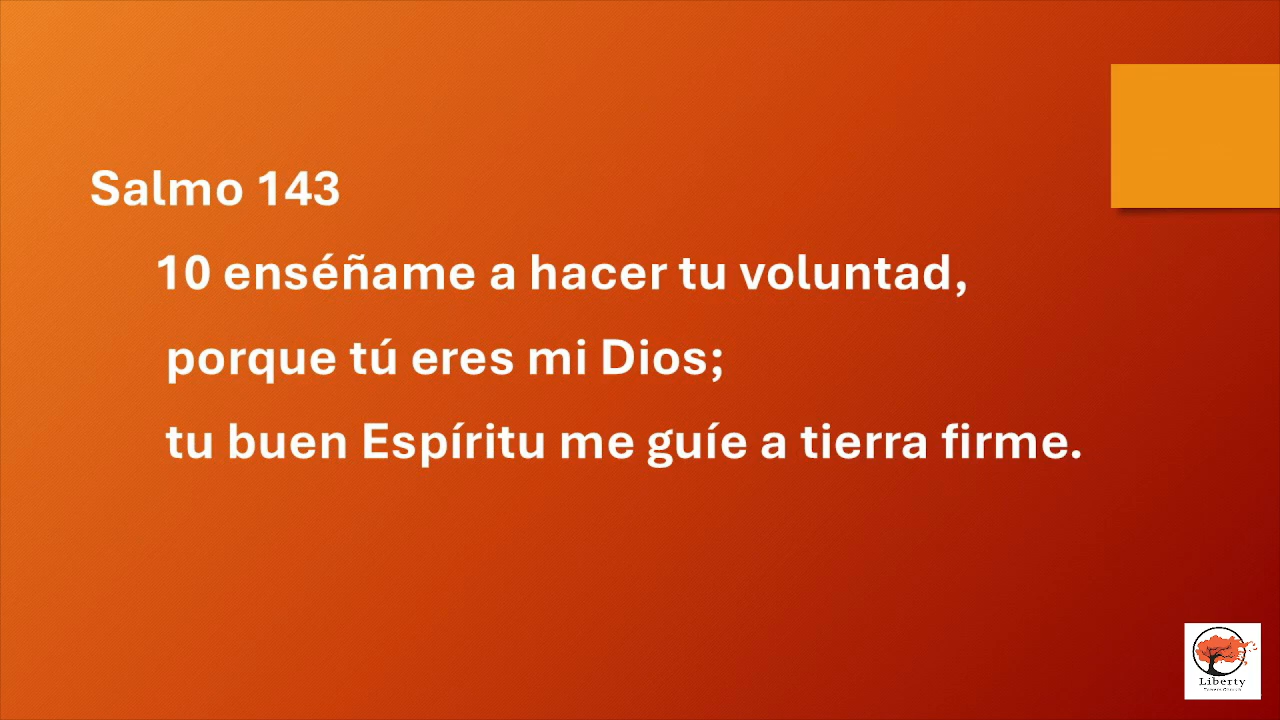 Salmo 143
10 enséñame a hacer tu voluntad,
porque tú eres mi Dios;
tu buen Espíritu me guíe a tierra firme.
Liberty